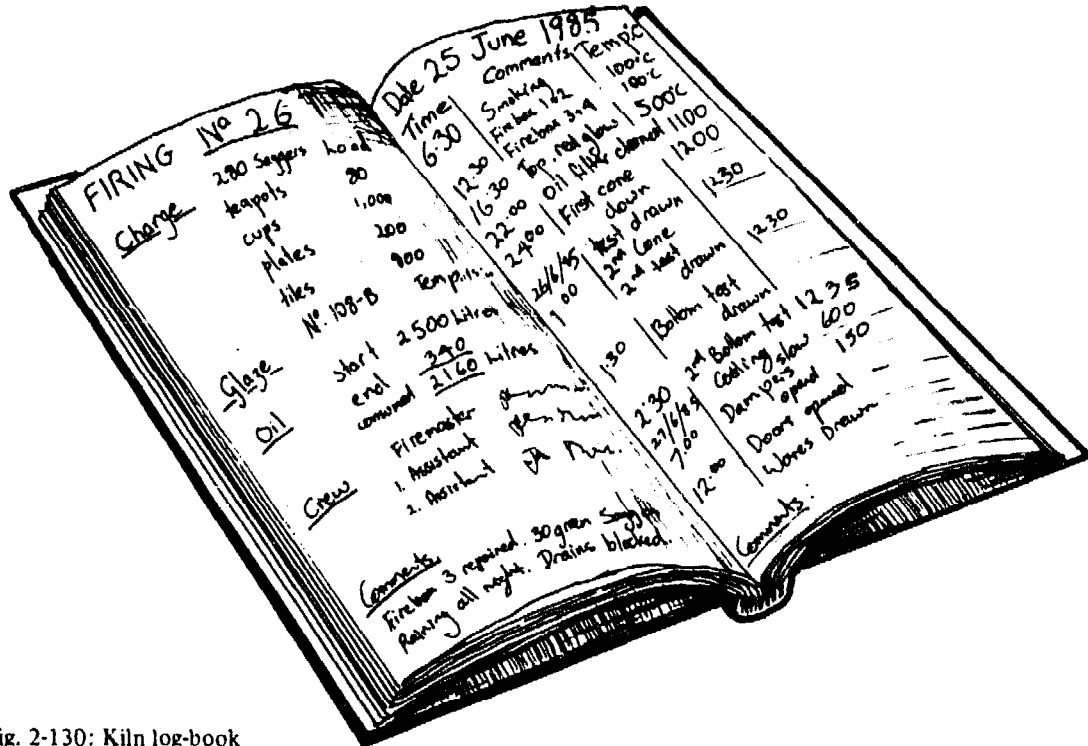 FIRING Nº 26
Charge 280 Saggers load
teapots 80
cups 1,000
plates 200
tiles 900
Nº. 108-B
Glaze
Oil start 2500 Litres
end 340
consumed 2160 Litres
Crew Firemaster
1. Assistant
2. Assistant
Comments
Firebox 3 repaired. 30 green Saggers
Raining all night. Drains blocked.
Date 25 June 1985
Time Comments Temp.°C
6.30 Smoking
Firebox 1&2 100°C
Firebox 3,4 100°C
12.30 Top. red glow 500°C
16.30 Oil filter cleaned 1100
22.00 First cone down 1200
24.00 test drawn
26/6/85 2nd Cone 1230
00 2nd test drawn
1 1230
1.30 Bottom test drawn
2nd Bottom test 1235
2.30 Cooling slow 600
27/6/85 Dampers opened 150
7.00 Doors opened
12.00 Wares Drawn
Comments:
ig. 2-130: Kiln log-book